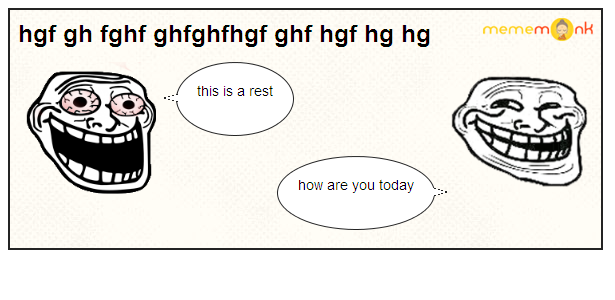 hgf gh fghf ghfghfhgf ghf hgf hg hg
mememonk
this is a rest
how are you today